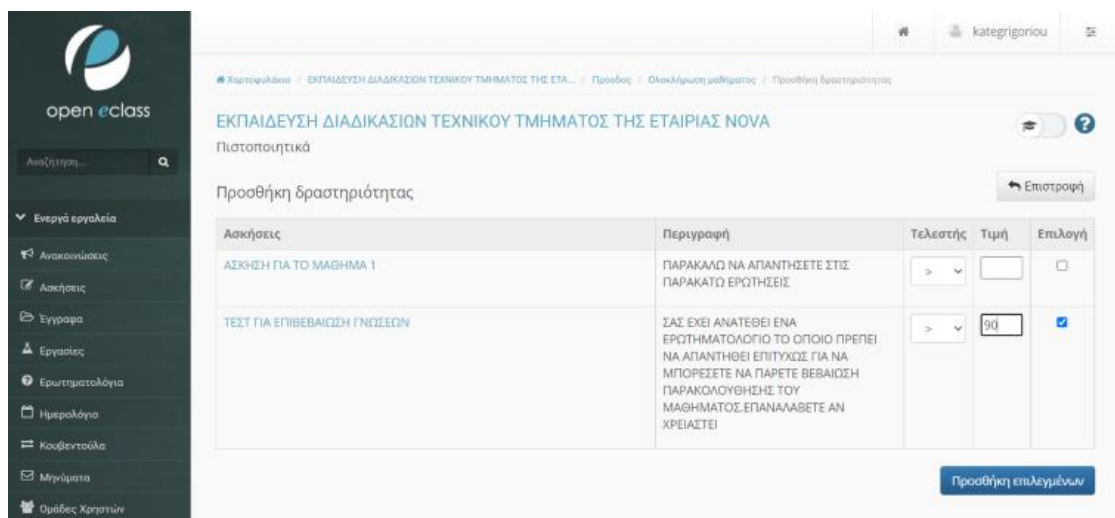 open eclass
kategrigoriou
Χαρτοφυλάκιο / ΕΚΠΑΙΔΕΥΣΗ ΔΙΑΔΙΚΑΣΙΩΝ ΤΕΧΝΙΚΟΥ ΤΜΗΜΑΤΟΣ ΤΗΣ ΕΤΑ... / Πρόοδος / Ολοκλήρωση μαθήματος / Προσθήκη δραστηριότητας
ΕΚΠΑΙΔΕΥΣΗ ΔΙΑΔΙΚΑΣΙΩΝ ΤΕΧΝΙΚΟΥ ΤΜΗΜΑΤΟΣ ΤΗΣ ΕΤΑΙΡΙΑΣ NOVA
Πιστοποιητικά
Αναζήτηση...
Προσθήκη δραστηριότητας
Επιστροφή
Ενεργά εργαλεία
Ανακοινώσεις
Ασκήσεις
Έγγραφα
Εργασίες
Ερωτηματολόγια
Ημερολόγιο
Κουβεντούλα
Μηνύματα
Ομάδες Χρηστών
Ασκήσεις Περιγραφή Τελεστής Τιμή Επιλογή
ΑΣΚΗΣΗ ΓΙΑ ΤΟ ΜΑΘΗΜΑ 1
ΠΑΡΑΚΑΛΩ ΝΑ ΑΠΑΝΤΗΣΕΤΕ ΣΤΙΣ
ΠΑΡΑΚΑΤΩ ΕΡΩΤΗΣΕΙΣ
>
ΤΕΣΤ ΓΙΑ ΕΠΙΒΕΒΑΙΩΣΗ ΓΝΩΣΕΩΝ
ΣΑΣ ΕΧΕΙ ΑΝΑΤΕΘΕΙ ΕΝΑ
ΕΡΩΤΗΜΑΤΟΛΟΓΙΟ ΤΟ ΟΠΟΙΟ ΠΡΕΠΕΙ
ΝΑ ΑΠΑΝΤΗΘΕΙ ΕΠΙΤΥΧΩΣ ΓΙΑ ΝΑ
ΜΠΟΡΕΣΕΤΕ ΝΑ ΠΑΡΕΤΕ ΒΕΒΑΙΩΣΗ
ΠΑΡΑΚΟΛΟΥΘΗΣΗΣ ΤΟΥ
ΜΑΘΗΜΑΤΟΣ.ΕΠΑΝΑΛΑΒΕΤΕ ΑΝ
ΧΡΕΙΑΣΤΕΙ
> 90
Προσθήκη επιλεγμένων